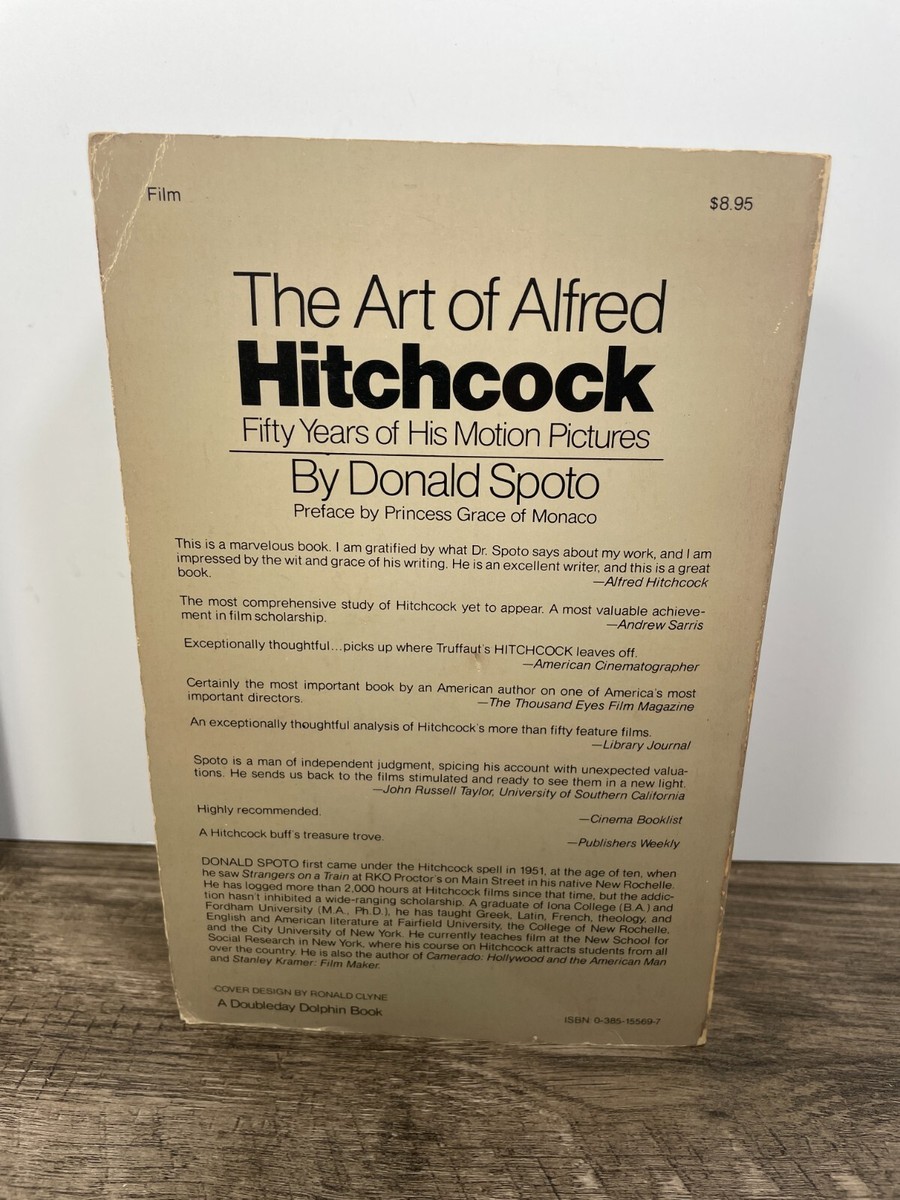 Film
$8.95
The Art of Alfred
Hitchcock
Fifty Years of His Motion Pictures
By Donald Spoto
Preface by Princess Grace of Monaco
This is a marvelous book. I am gratified by what Dr. Spoto says about my work, and I am
impressed by the wit and grace of his writing. He is an excellent writer, and this is a great
book.
—Alfred Hitchcock
The most comprehensive study of Hitchcock yet to appear. A most valuable achieve-
ment in film scholarship.
—Andrew Sarris
Exceptionally thoughtful...picks up where Truffaut's HITCHCOCK leaves off.
—American Cinematographer
Certainly the most important book by an American author on one of America's most
important directors.
—The Thousand Eyes Film Magazine
An exceptionally thoughtful analysis of Hitchcock's more than fifty feature films.
—Library Journal
Spoto is a man of independent judgment, spicing his account with unexpected valua-
tions. He sends us back to the films stimulated and ready to see them in a new light.
—John Russell Taylor, University of Southern California
Highly recommended.
—Cinema Booklist
A Hitchcock buff's treasure trove.
—Publishers Weekly
DONALD SPOTO first came under the Hitchcock spell in 1951, at the age of ten, when
he saw Strangers on a Train at RKO Proctor's on Main Street in his native New Rochelle.
He has logged more than 2,000 hours at Hitchcock films since that time, but the addic-
tion hasn't inhibited a wide-ranging scholarship. A graduate of Iona College (B.A.) and
Fordham University (M.A., Ph.D.), he has taught Greek, Latin, French, theology, and
English and American literature at Fairfield University, the College of New Rochelle,
and the City University of New York. He currently teaches film at the New School for
Social Research in New York, where his course on Hitchcock attracts students from all
over the country. He is also the author of Camerado: Hollywood and the American Man
and Stanley Kramer: Film Maker.
COVER DESIGN BY RONALD CLYNE
A Doubleday Dolphin Book
ISBN: 0-385-15569-7